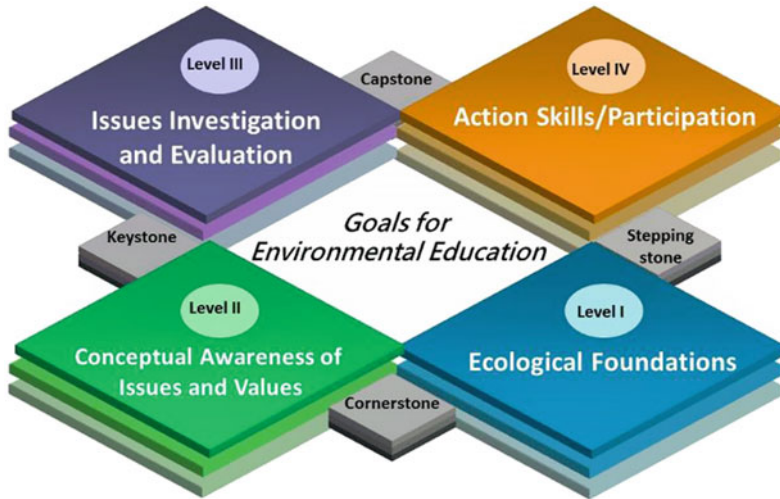 Level III
Issues Investigation
and Evaluation
Capstone
Level IV
Action Skills/Participation
Keystone
Goals for
Environmental Education
Stepping
stone
Level II
Conceptual Awareness of
Issues and Values
Level I
Ecological Foundations
Cornerstone